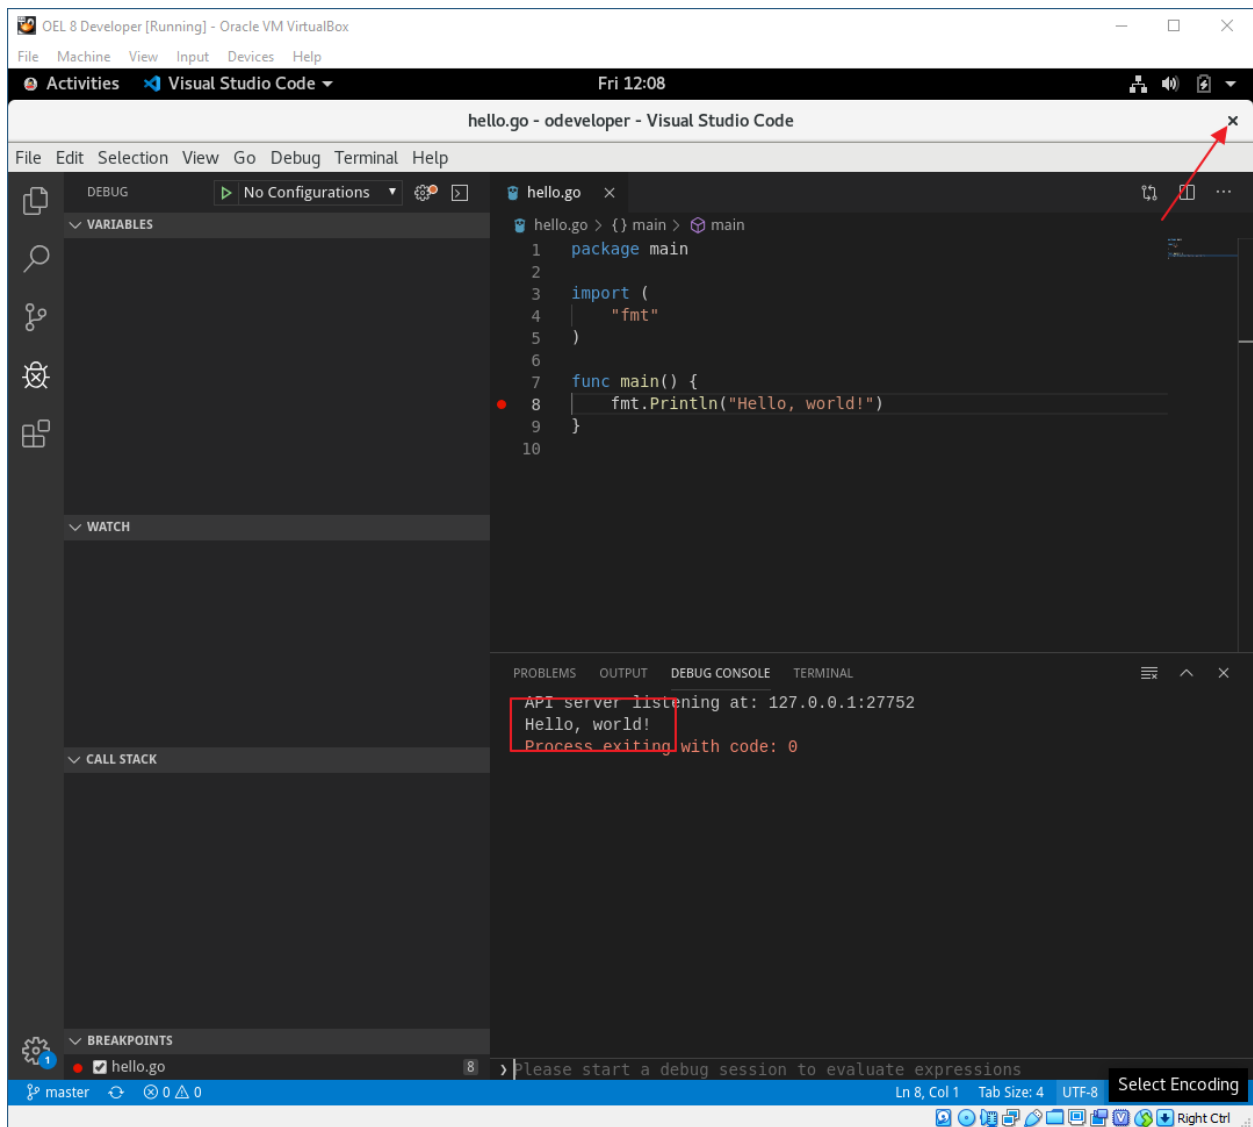 OEL 8 Developer [Running] - Oracle VM VirtualBox
File Machine View Input Devices Help
Activities Visual Studio Code Fri 12:08
hello.go - odeveloper - Visual Studio Code
File Edit Selection View Go Debug Terminal Help
DEBUG No Configurations
VARIABLES
WATCH
CALL STACK
BREAKPOINTS
hello.go 8
hello.go
hello.go > {} main > main
1 package main
2
3 import (
4 "fmt"
5 )
6
7 func main() {
8 fmt.Println("Hello, world!")
9 }
10
PROBLEMS OUTPUT DEBUG CONSOLE TERMINAL
API server listening at: 127.0.0.1:27752
Hello, world!
Process exiting with code: 0
Please start a debug session to evaluate expressions
1
master 0 0 Ln 8, Col 1 Tab Size: 4 UTF-8 Select Encoding
Right Ctrl